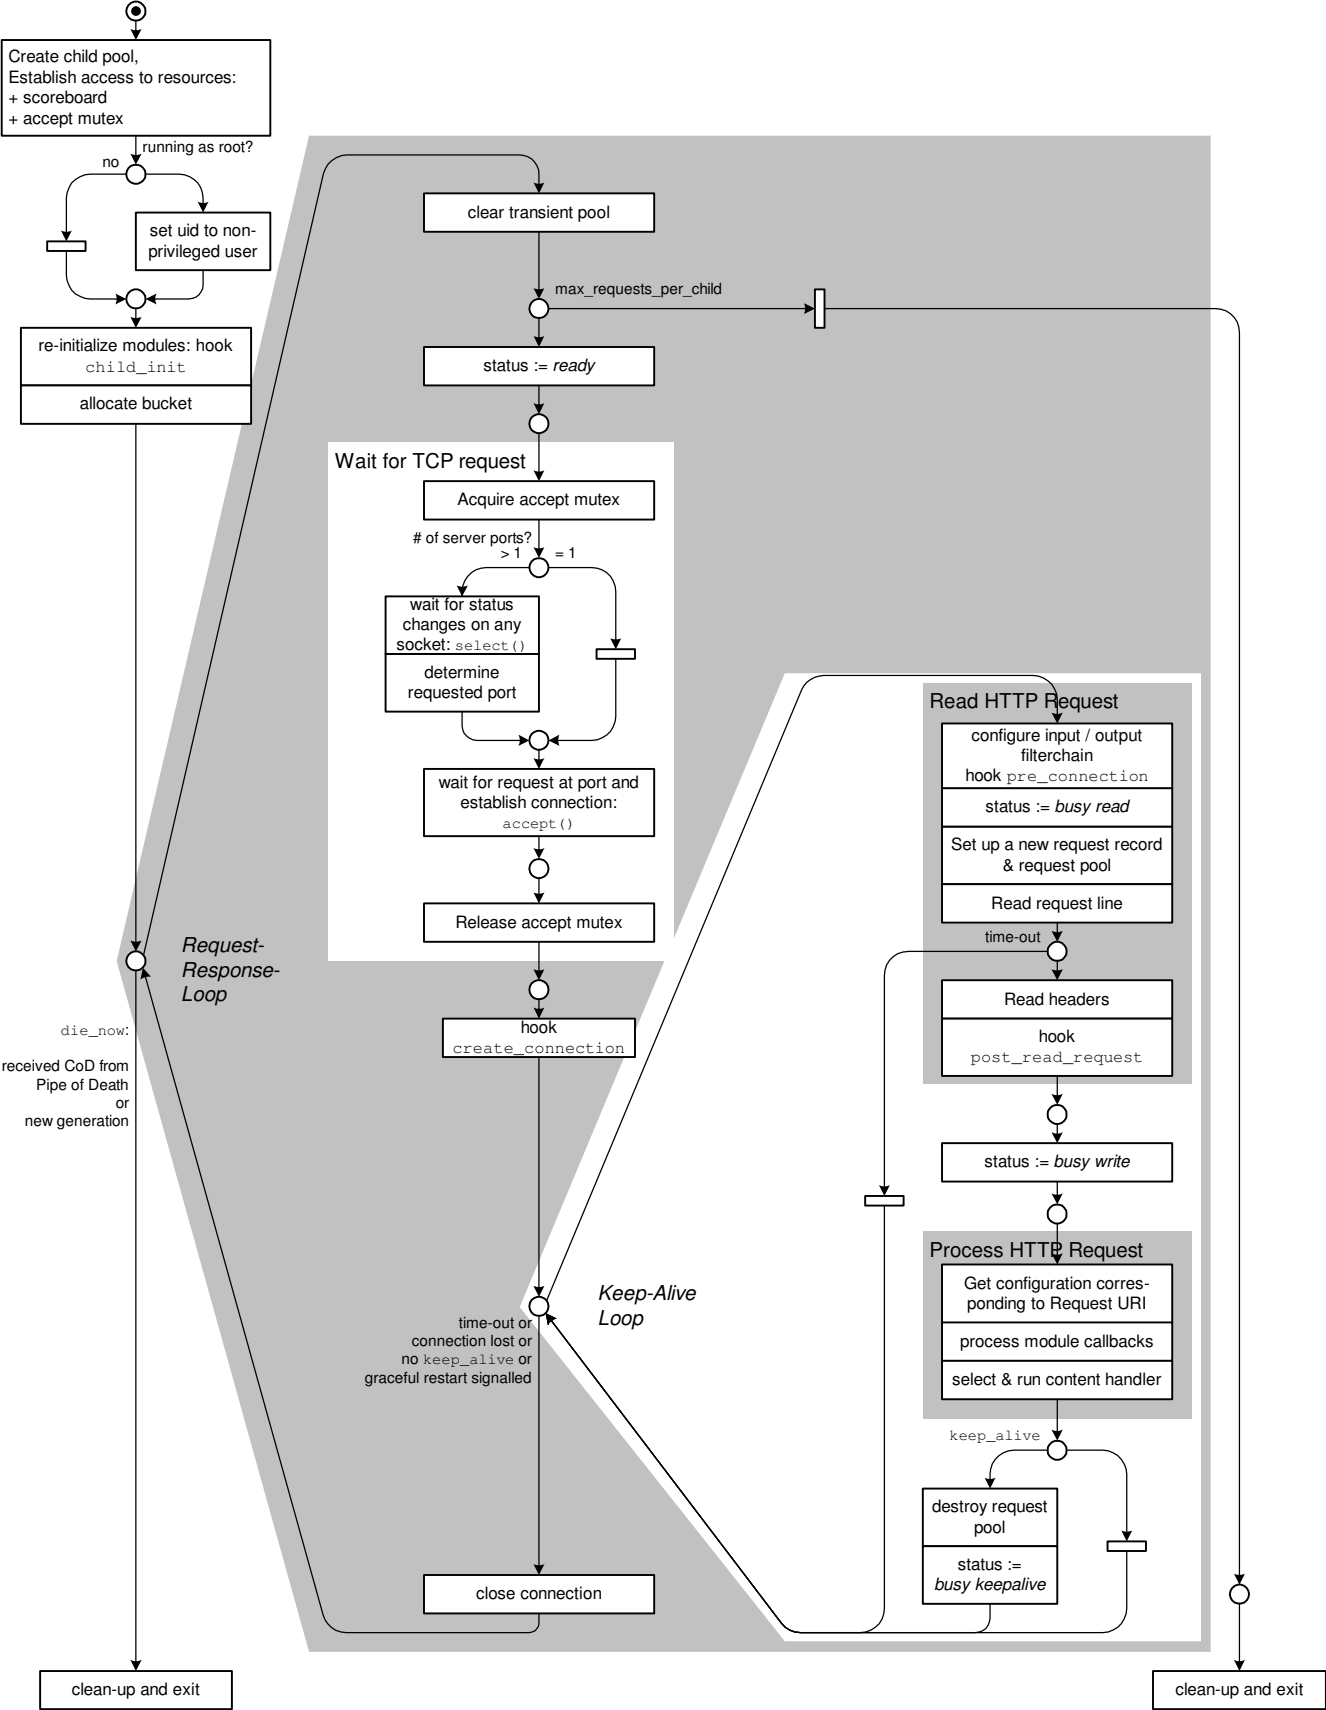 Create child pool,
Establish access to resources:
+ scoreboard
+ accept mutex
running as root?
no
set uid to non-
privileged user
re-initialize modules: hook
child_init
allocate bucket
clear transient pool
max_requests_per_child
status := ready
Wait for TCP request
Acquire accept mutex
# of server ports?
> 1
= 1
wait for status
changes on any
socket: select()
determine
requested port
wait for request at port and
establish connection:
accept()
Release accept mutex
Request-
Response-
Loop
hook
create_connection
die_now:
received CoD from
Pipe of Death
or
new generation
Read HTTP Request
configure input / output
filterchain
hook pre_connection
status := busy read
Set up a new request record
& request pool
Read request line
time-out
Read headers
hook
post_read_request
status := busy write
Process HTTP Request
Get configuration corres-
ponding to Request URI
process module callbacks
select & run content handler
Keep-Alive
Loop
time-out or
connection lost or
no keep_alive or
graceful restart signalled
keep_alive
destroy request
pool
status :=
busy keepalive
close connection
clean-up and exit
clean-up and exit